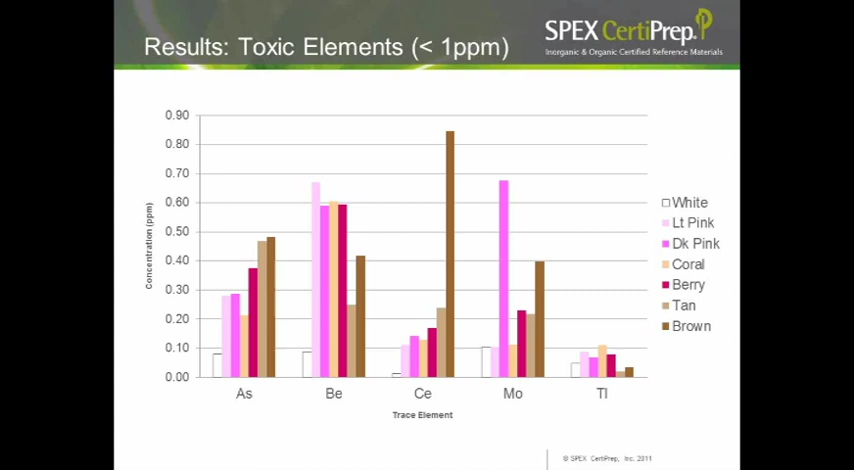 Results: Toxic Elements (< 1ppm)
SPEX CertiPrep.
Inorganic & Organic Certified Reference Materials
0.90
0.80
0.70
0.60
0.50
0.40
0.30
0.20
0.10
0.00
Concentration (ppm)
As Be Ce Mo Tl
Trace Element
White
Lt Pink
Dk Pink
Coral
Berry
Tan
Brown
© SPEX CertiPrep, Inc. 2011